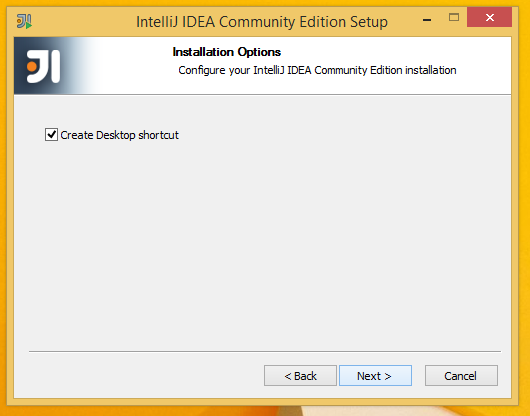 IntelliJ IDEA Community Edition Setup
Installation Options
Configure your IntelliJ IDEA Community Edition installation
Create Desktop shortcut
< Back
Next >
Cancel